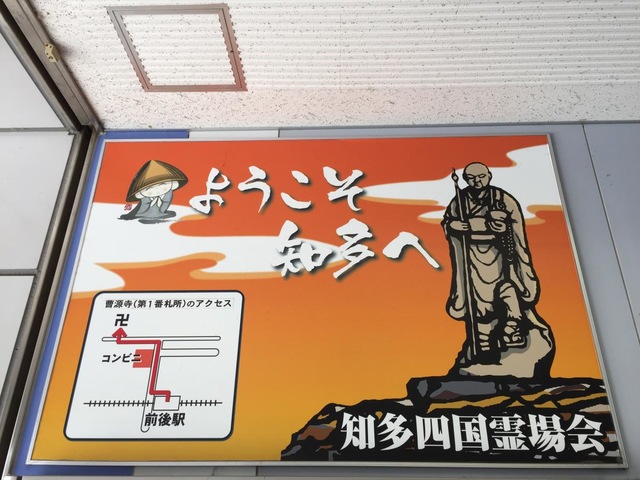 ようこそ
知多へ
曹源寺(第1番札所)のアクセス
卍
コンビニ
前後駅
知多四国霊場会